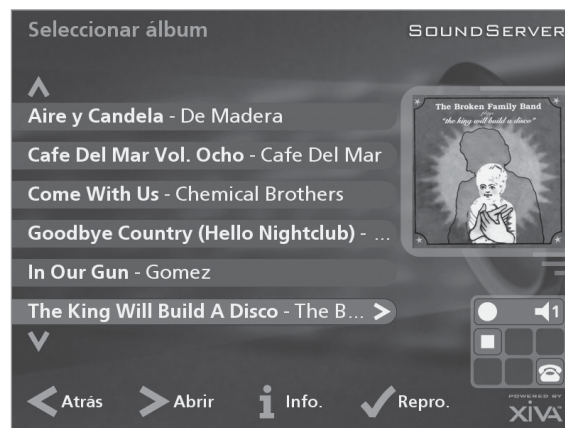 Seleccionar álbum
SOUNDSERVER
Aire y Candela - De Madera
Cafe Del Mar Vol. Ocho - Cafe Del Mar
Come With Us - Chemical Brothers
Goodbye Country (Hello Nightclub) - ...
In Our Gun - Gomez
The King Will Build A Disco - The B... >
The Broken Family Band
plays
"the king will build a disco"
1
Atrás
Abrir
Info.
Repro.
POWERED BY
XIVA